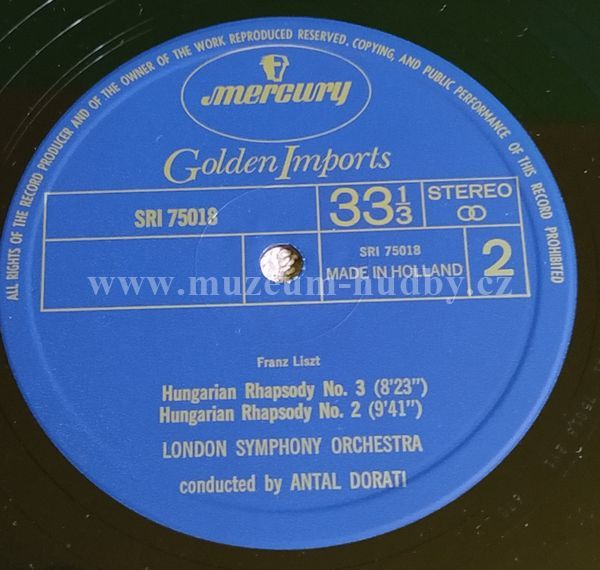 ALL RIGHTS OF THE RECORD PRODUCER AND OF THE OWNER OF THE WORK REPRODUCED RESERVED. COPYING, AND PUBLIC PERFORMANCE OF THIS RECORD PROHIBITED
mercury
Golden Imports
SRI 75018
33 1/3
STEREO
SRI 75018
MADE IN HOLLAND
2
www.muzeum-hudby.cz
Franz Liszt
Hungarian Rhapsody No. 3 (8'23")
Hungarian Rhapsody No. 2 (9'41")
LONDON SYMPHONY ORCHESTRA
conducted by ANTAL DORATI